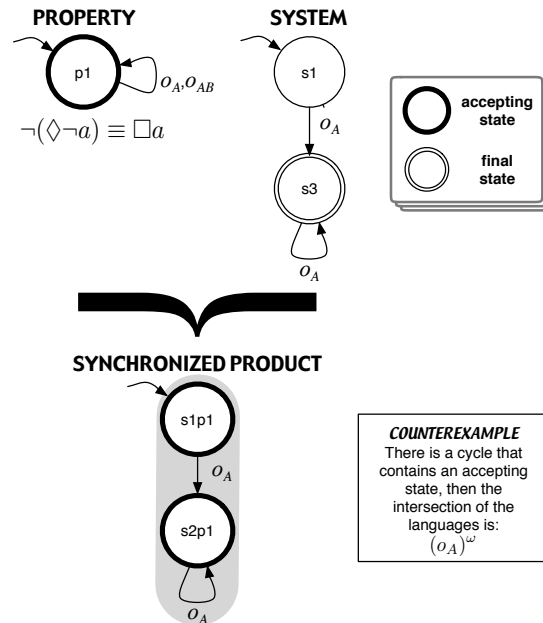 PROPERTY
p1
o_A,o_AB
¬(◊¬a) ≡ □a
SYSTEM
s1
o_A
s3
o_A
accepting
state
final
state
SYNCHRONIZED PRODUCT
s1p1
o_A
s2p1
o_A
COUNTEREXAMPLE
There is a cycle that
contains an accepting
state, then the
intersection of the
languages is:
(o_A)^ω